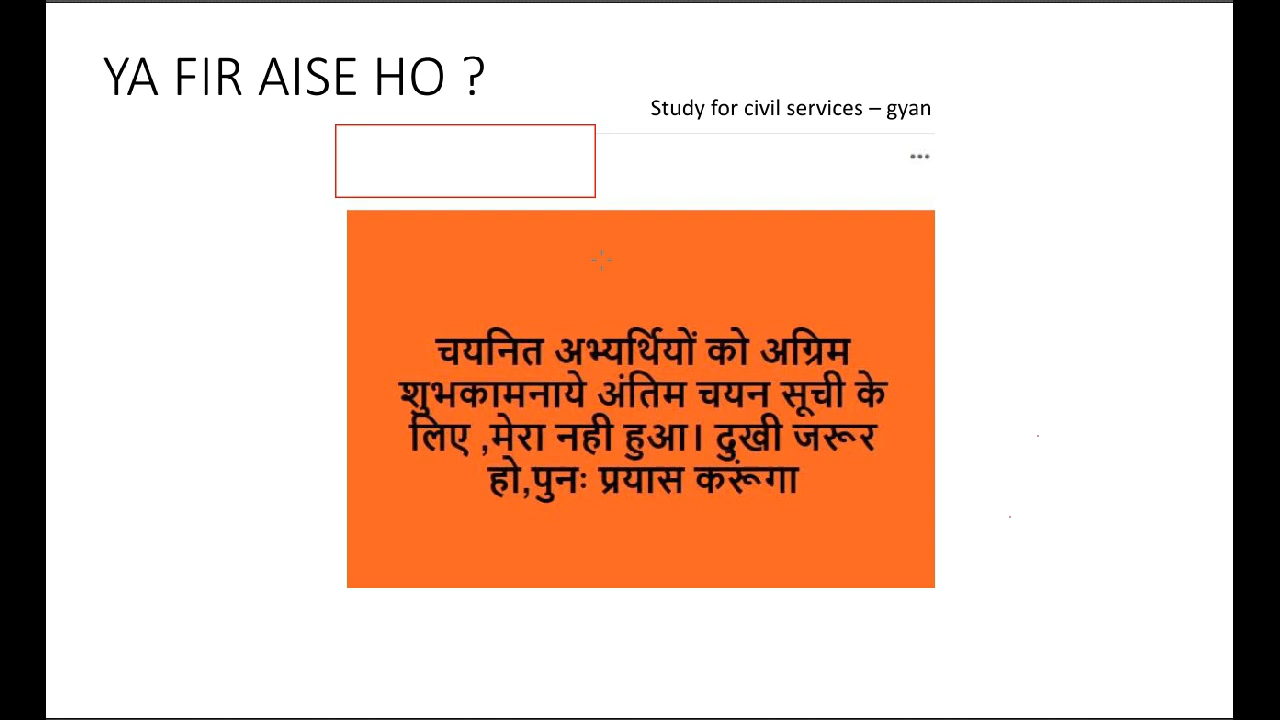 YA FIR AISE HO ?
Study for civil services – gyan
चयनित अभ्यर्थियों को अग्रिम
शुभकामनाये अंतिम चयन सूची के
लिए ,मेरा नही हुआ। दुखी जरूर
हो,पुनः प्रयास करूंगा